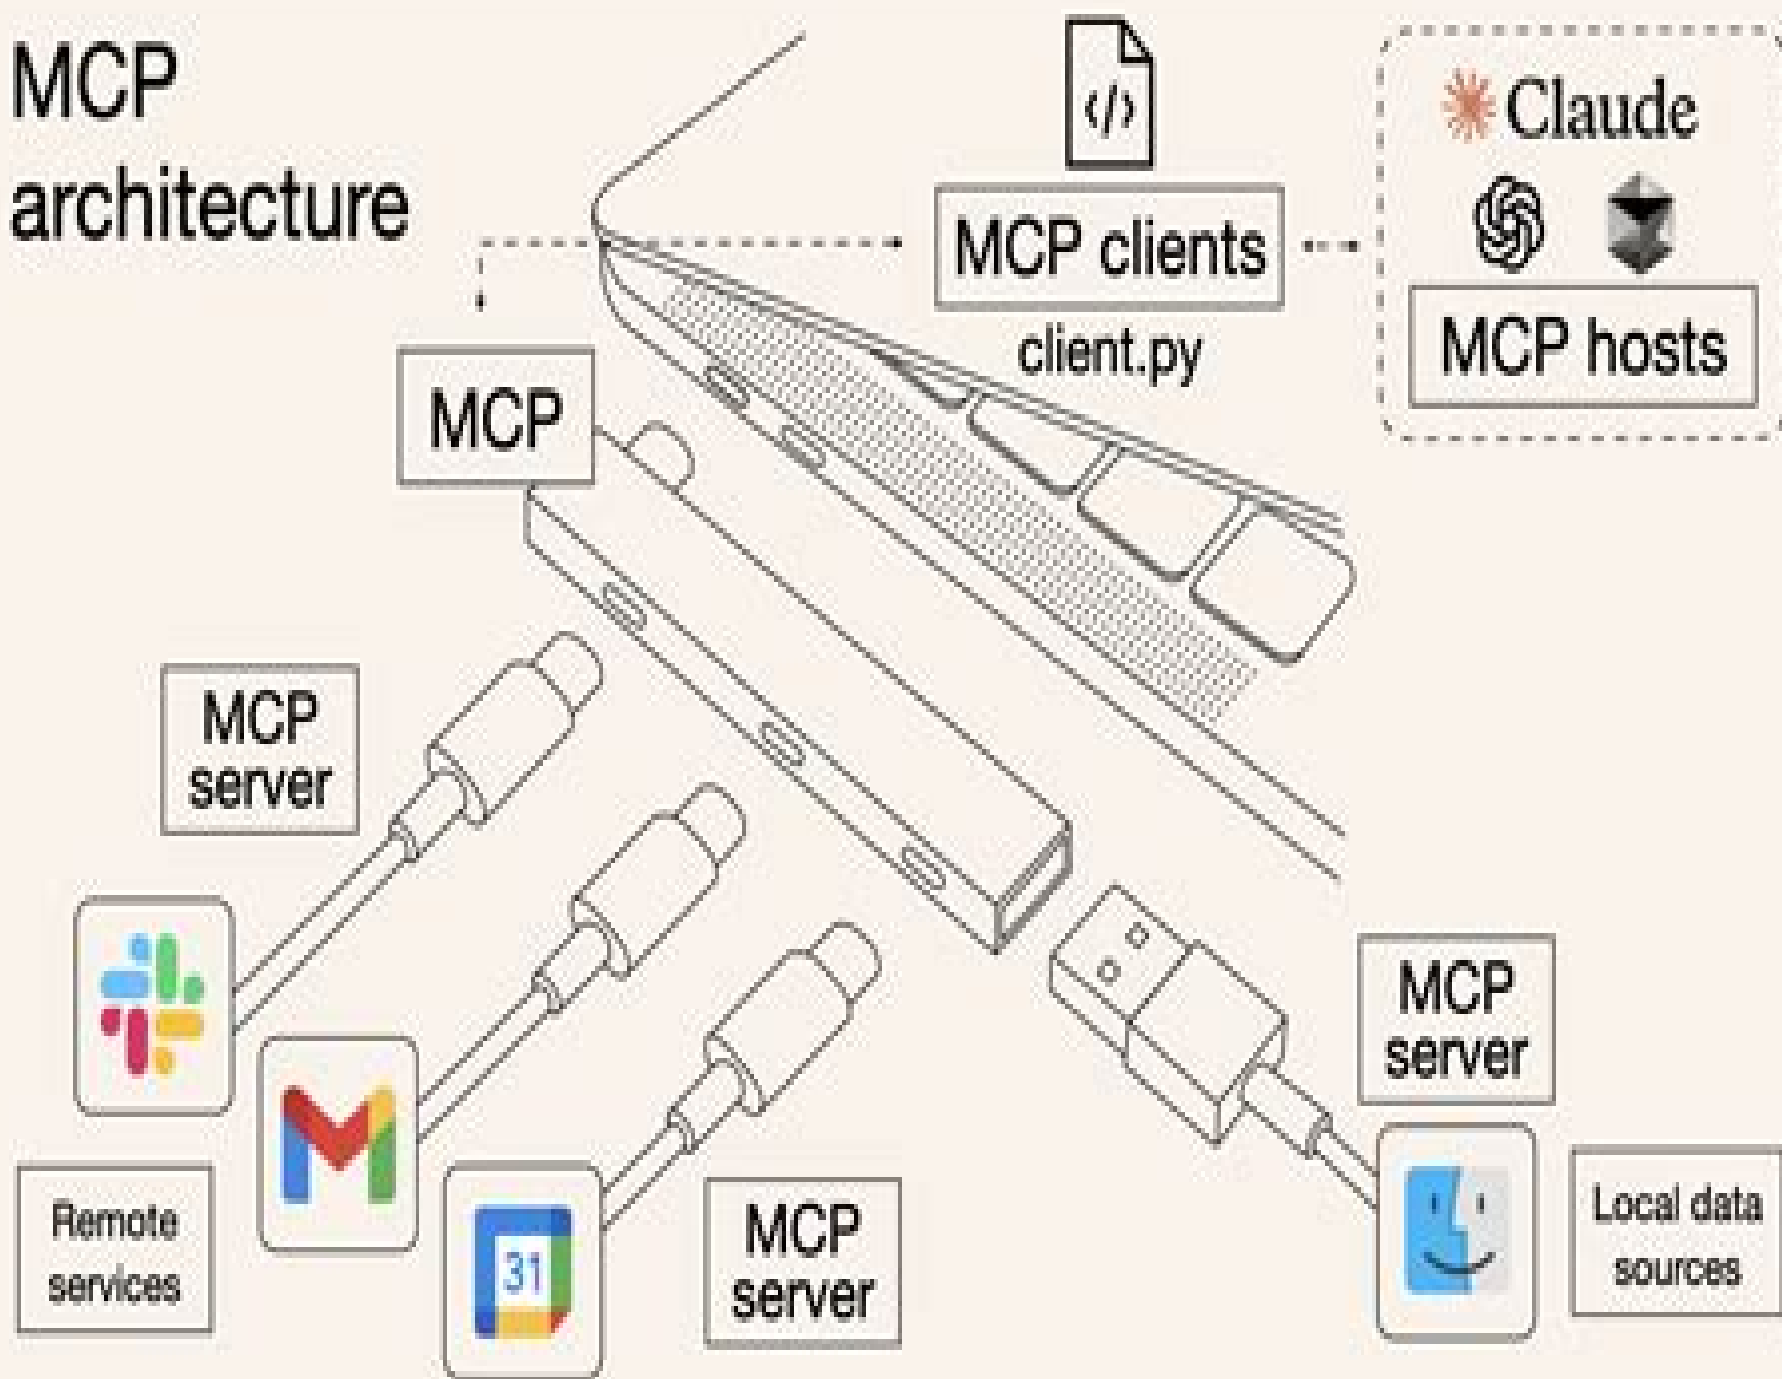 MCP
architecture
MCP clients
client.py
Claude
MCP hosts
MCP
MCP
server
MCP
server
Remote
services
31
MCP
server
Local data
sources